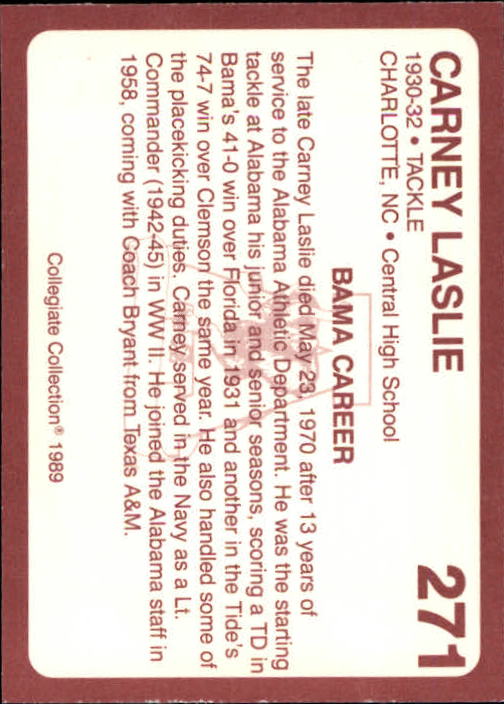 CARNEY LASLIE 271
1930-32 • TACKLE
CHARLOTTE, NC • Central High School
BAMA CAREER
The late Carney Laslie died May 23, 1970 after 13 years of
service to the Alabama Athletic Department. He was the starting
tackle at Alabama his junior and senior seasons, scoring a TD in
Bama's 41-0 win over Florida in 1931 and another in the Tide's
74-7 win over Clemson the same year. He also handled some of
the placekicking duties. Carney served in the Navy as a Lt.
Commander (1942-45) in WW II. He joined the Alabama staff in
1958, coming with Coach Bryant from Texas A&M.
Collegiate Collection® 1989